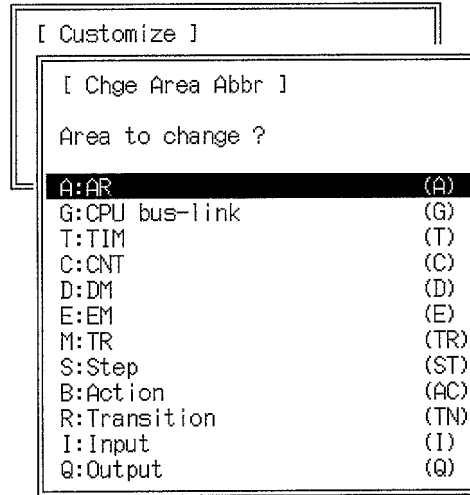 [ Customize ]
[ Chge Area Abbr ]
Area to change ?
A:AR (A)
G:CPU bus-link (G)
T:TIM (T)
C:CNT (C)
D:DM (D)
E:EM (E)
M:TR (TR)
S:Step (ST)
B:Action (AC)
R:Transition (TN)
I:Input (I)
Q:Output (Q)